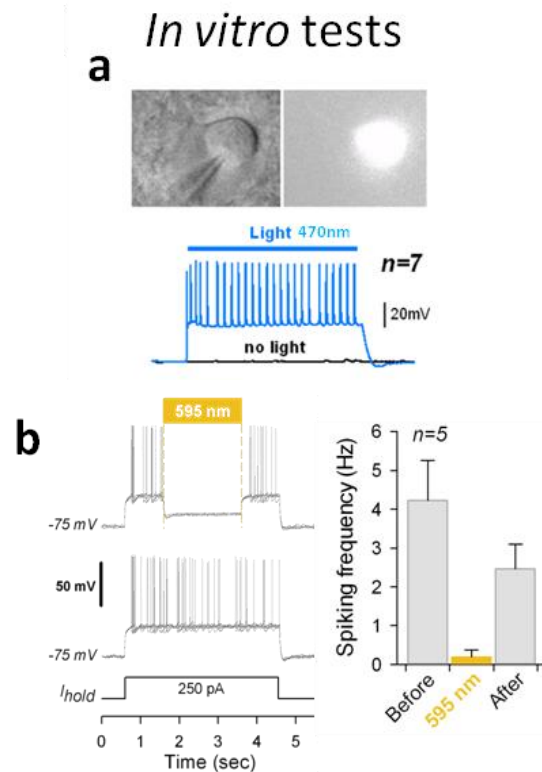 In vitro tests
a
Light 470nm
n=7
20mV
no light
b
595 nm
-75 mV
50 mV
-75 mV
Ihold
250 pA
0 1 2 3 4 5
Time (sec)
n=5
Spiking frequency (Hz)
6
5
4
3
2
1
0
Before
595 nm
After